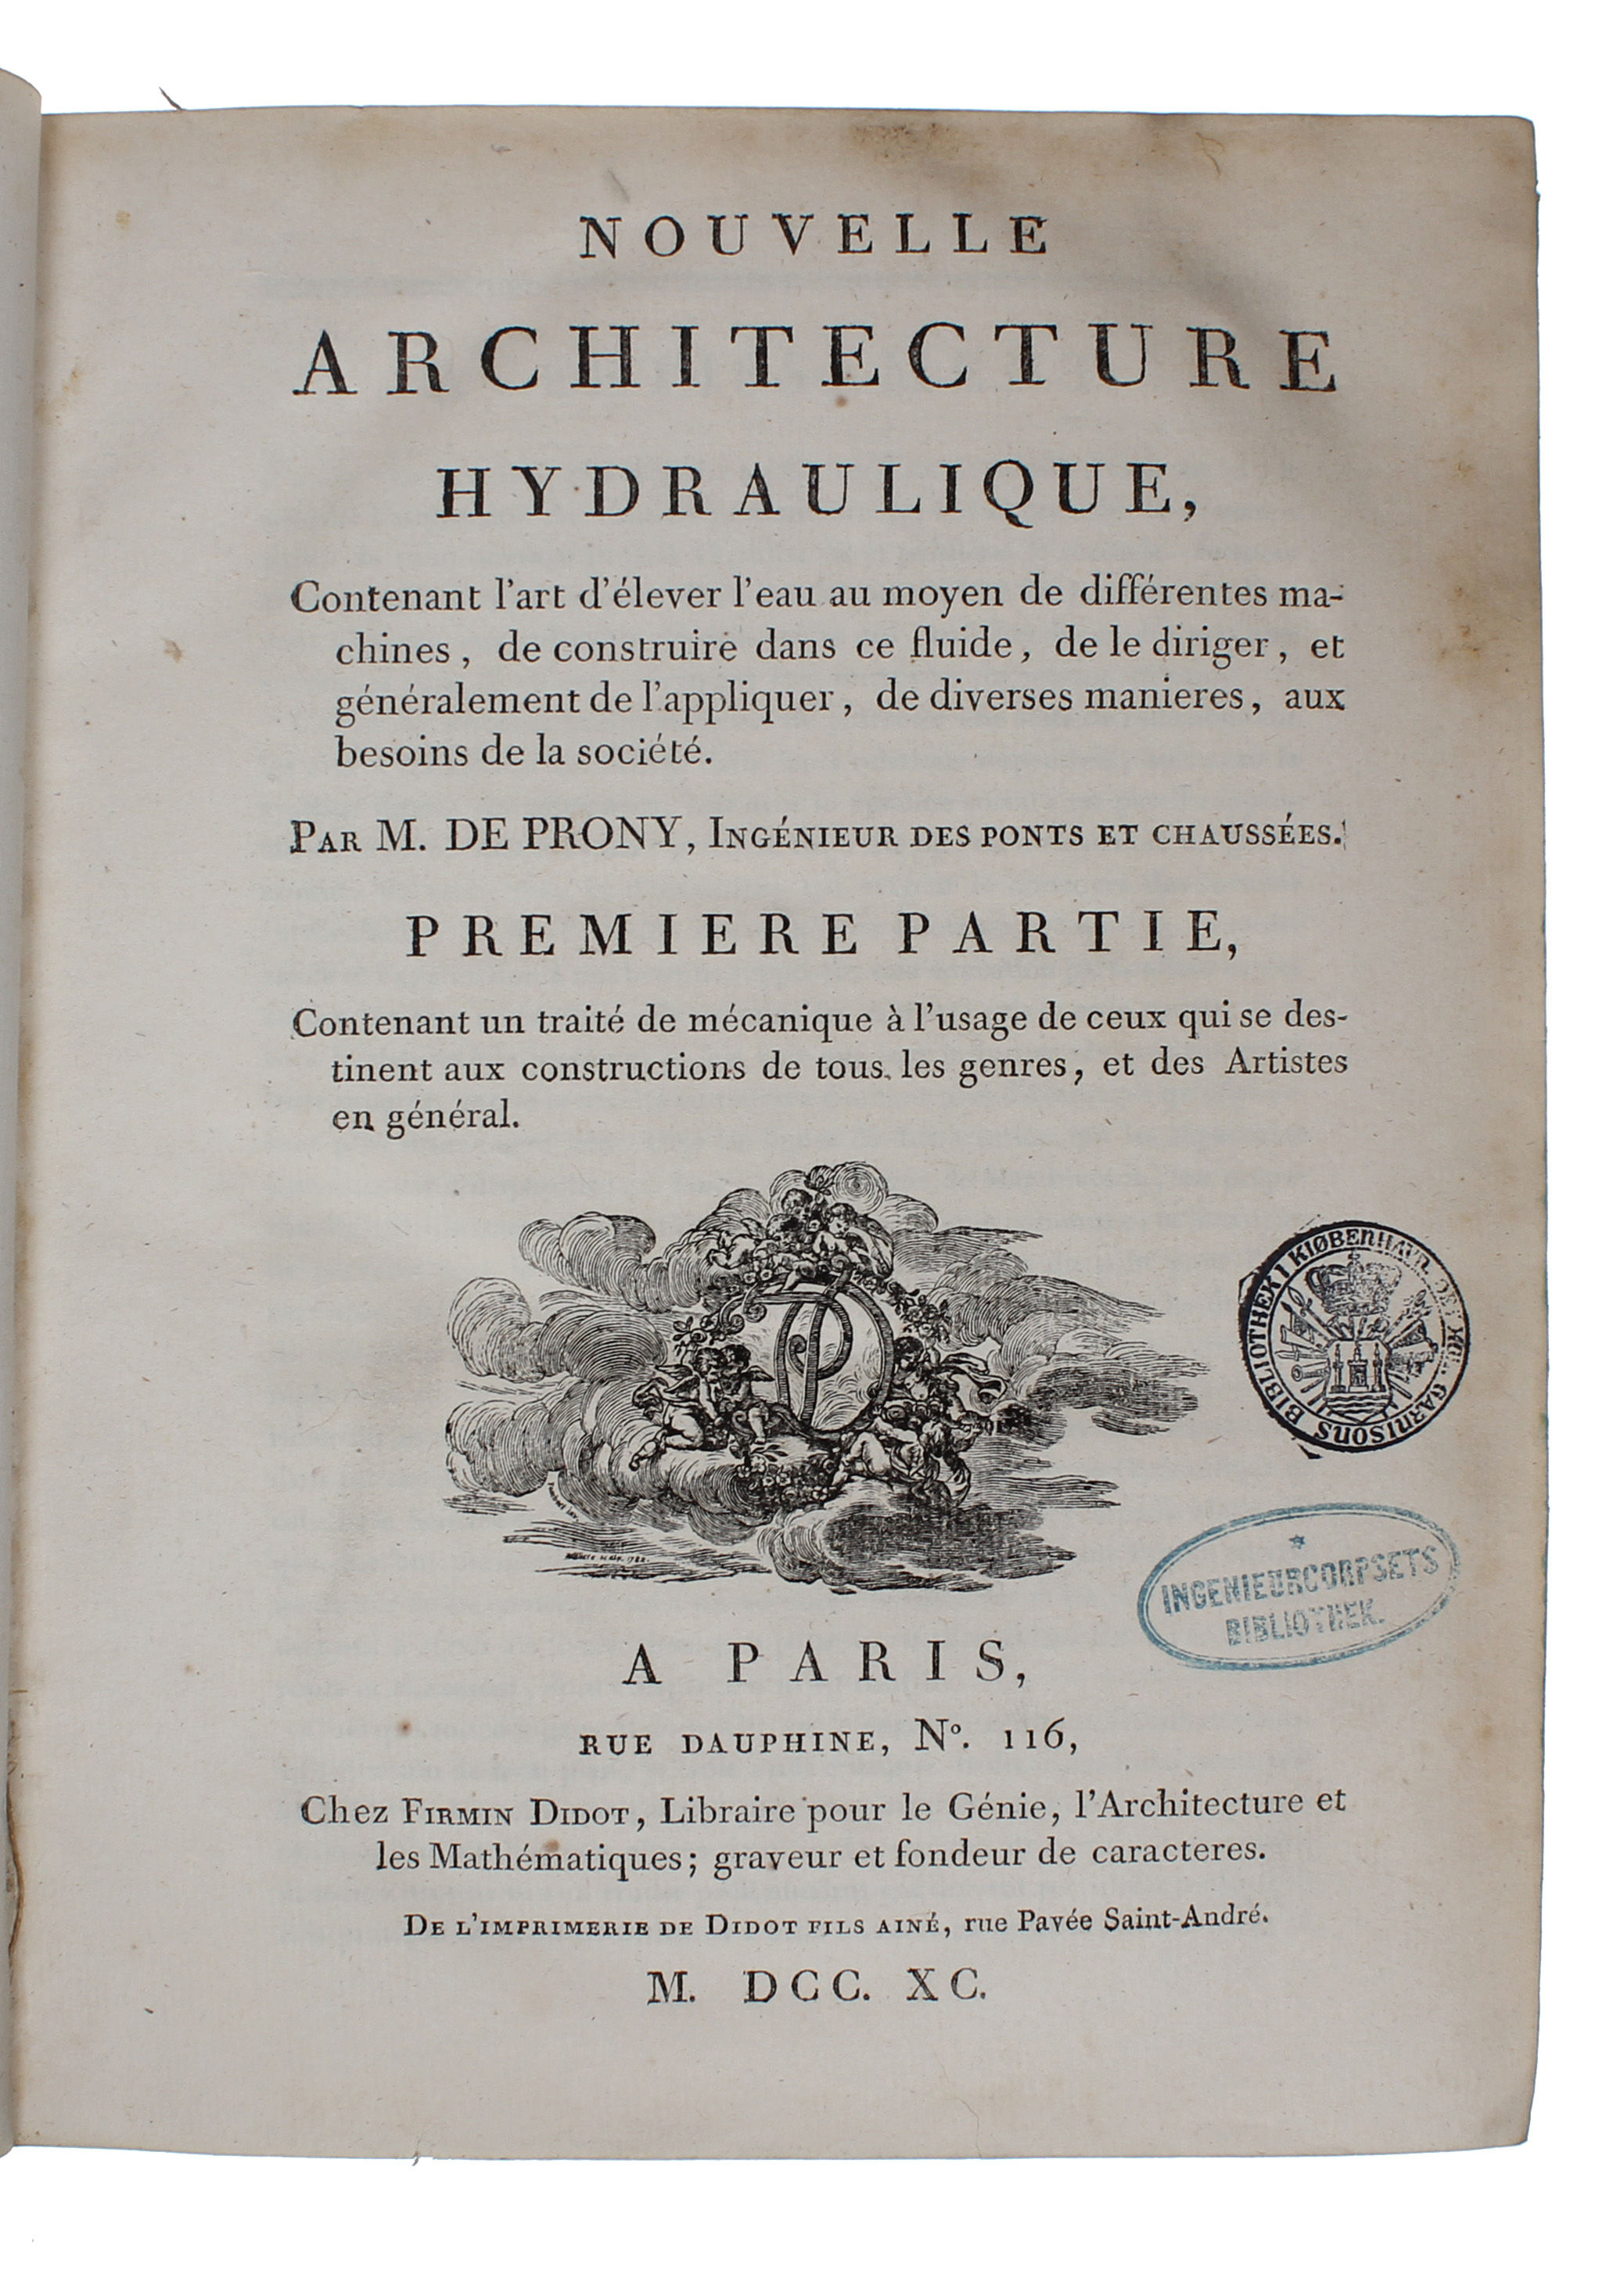 NOUVELLE
ARCHITECTURE
HYDRAULIQUE,
Contenant l'art d'élever l'eau au moyen de différentes ma-
chines, de construire dans ce fluide, de le diriger, et
généralement de l'appliquer, de diverses manieres, aux
besoins de la société.
PAR M. DE PRONY, INGÉNIEUR DES PONTS ET CHAUSSÉES.
PREMIERE PARTIE,
Contenant un traité de mécanique à l'usage de ceux qui se des-
tinent aux constructions de tous les genres, et des Artistes
en général.
DET KGL. GARNISONS BIBLIOTHEK I KIØBENHAVN
INGENIEURCORPSETS
BIBLIOTHEK.
A PARIS,
RUE DAUPHINE, N°. 116,
Chez FIRMIN DIDOT, Libraire pour le Génie, l'Architecture et
les Mathématiques; graveur et fondeur de caracteres.
DE L'IMPRIMERIE DE DIDOT FILS AINÉ, rue Pavée Saint-André.
M. DCC. XC.